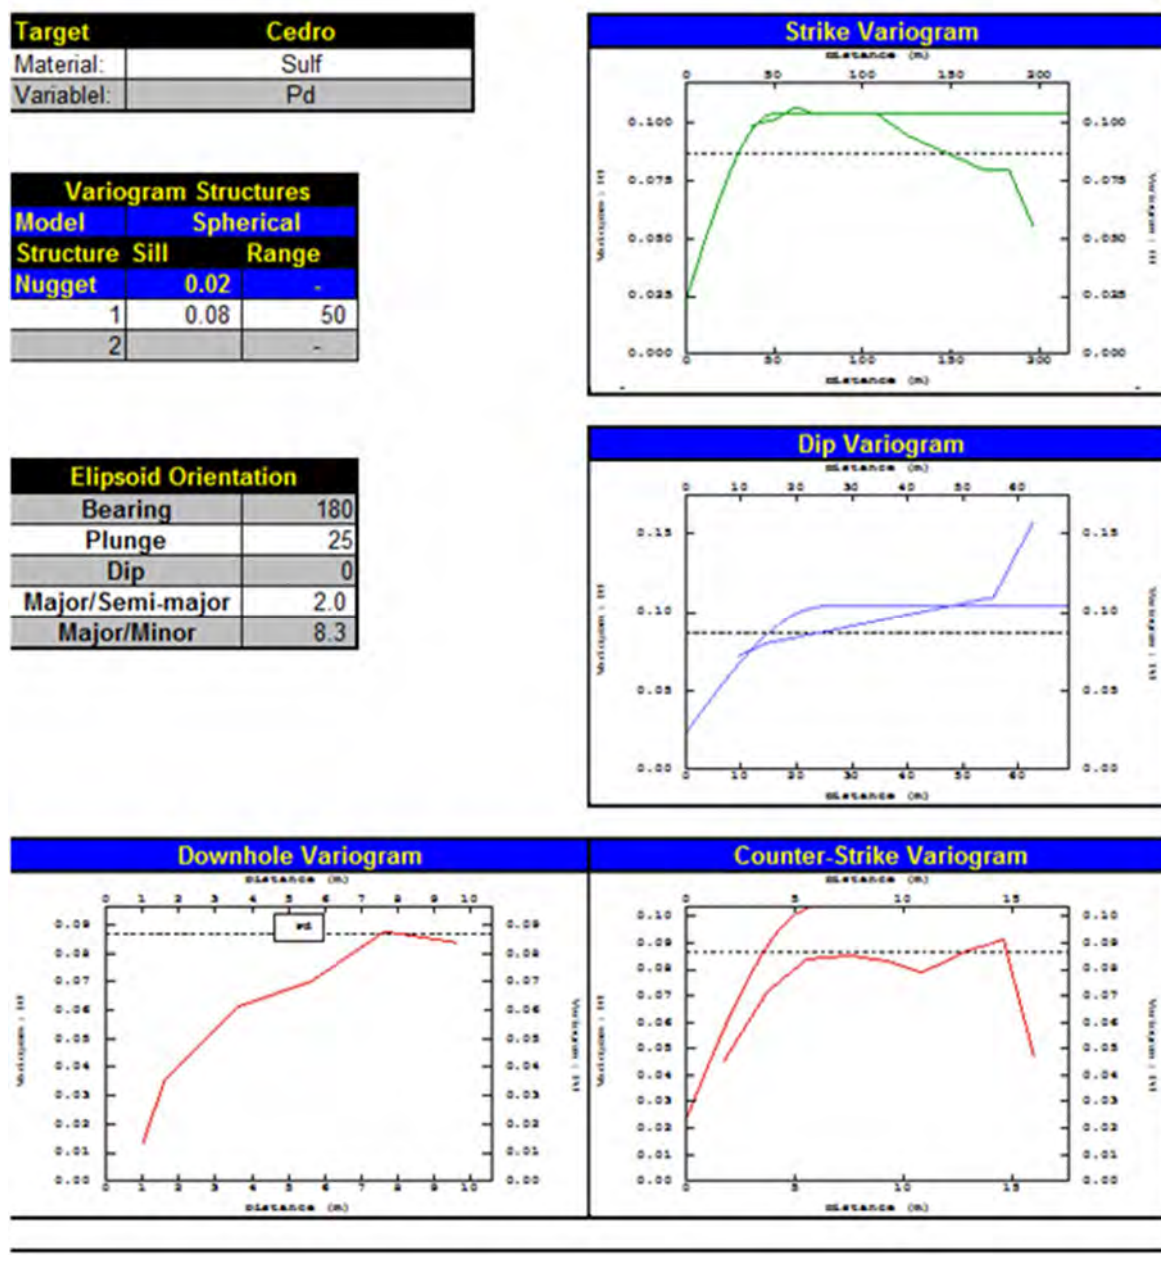 Target Cedro
Material: Sulf
Variablel: Pd
Variogram Structures
Model Spherical
Structure Sill Range
Nugget 0.02 -
1 0.08 50
2 -
Elipsoid Orientation
Bearing 180
Plunge 25
Dip 0
Major/Semi-major 2.0
Major/Minor 8.3
Strike Variogram
Distance (m)
0 50 100 150 200
0.100 0.100
0.075 0.075
0.050 0.050
0.025 0.025
0.000 0.000
0 50 100 150 200
Distance (m)
Dip Variogram
Distance (m)
0 10 20 30 40 50 60
0.15 0.15
0.10 0.10
0.05 0.05
0.00 0.00
0 10 20 30 40 50 60
Distance (m)
Downhole Variogram
Distance (m)
0 1 2 3 4 5 6 7 8 9 10
Pd
0.09 0.09
0.08 0.08
0.07 0.07
0.06 0.06
0.05 0.05
0.04 0.04
0.03 0.03
0.02 0.02
0.01 0.01
0.00 0.00
0 1 2 3 4 5 6 7 8 9 10
Distance (m)
Counter-Strike Variogram
Distance (m)
0 5 10 15
0.10 0.10
0.09 0.09
0.08 0.08
0.07 0.07
0.06 0.06
0.05 0.05
0.04 0.04
0.03 0.03
0.02 0.02
0.01 0.01
0.00 0.00
0 5 10 15
Distance (m)